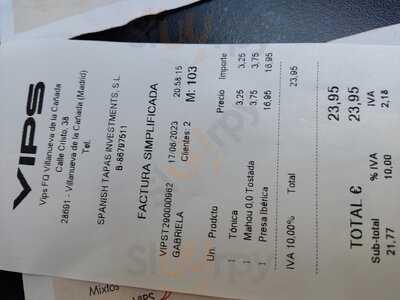 VIPS
Vips FQ Villanueva de la Cañada
Calle Cristo, 38
28691 - Villanueva de la Cañada (Madrid)
Tel.
SPANISH TAPAS INVESTMENTS, S.L.
B-86797511
FACTURA SIMPLIFICADA
17/08/2023 20:58:15
VIPST290000962 Clientes: 2 M: 103
GABRIELA
Un. Producto Precio Importe
1 Tónica 3,25 3,25
1 Mahou 0,0 Tostada 3,75 3,75
1 Presa Ibérica 16,95 16,95
IVA 10,00% Total 23,95
23,95
TOTAL € 23,95
Sub-total % IVA IVA
21,77 10,00 2,18
Mixtos